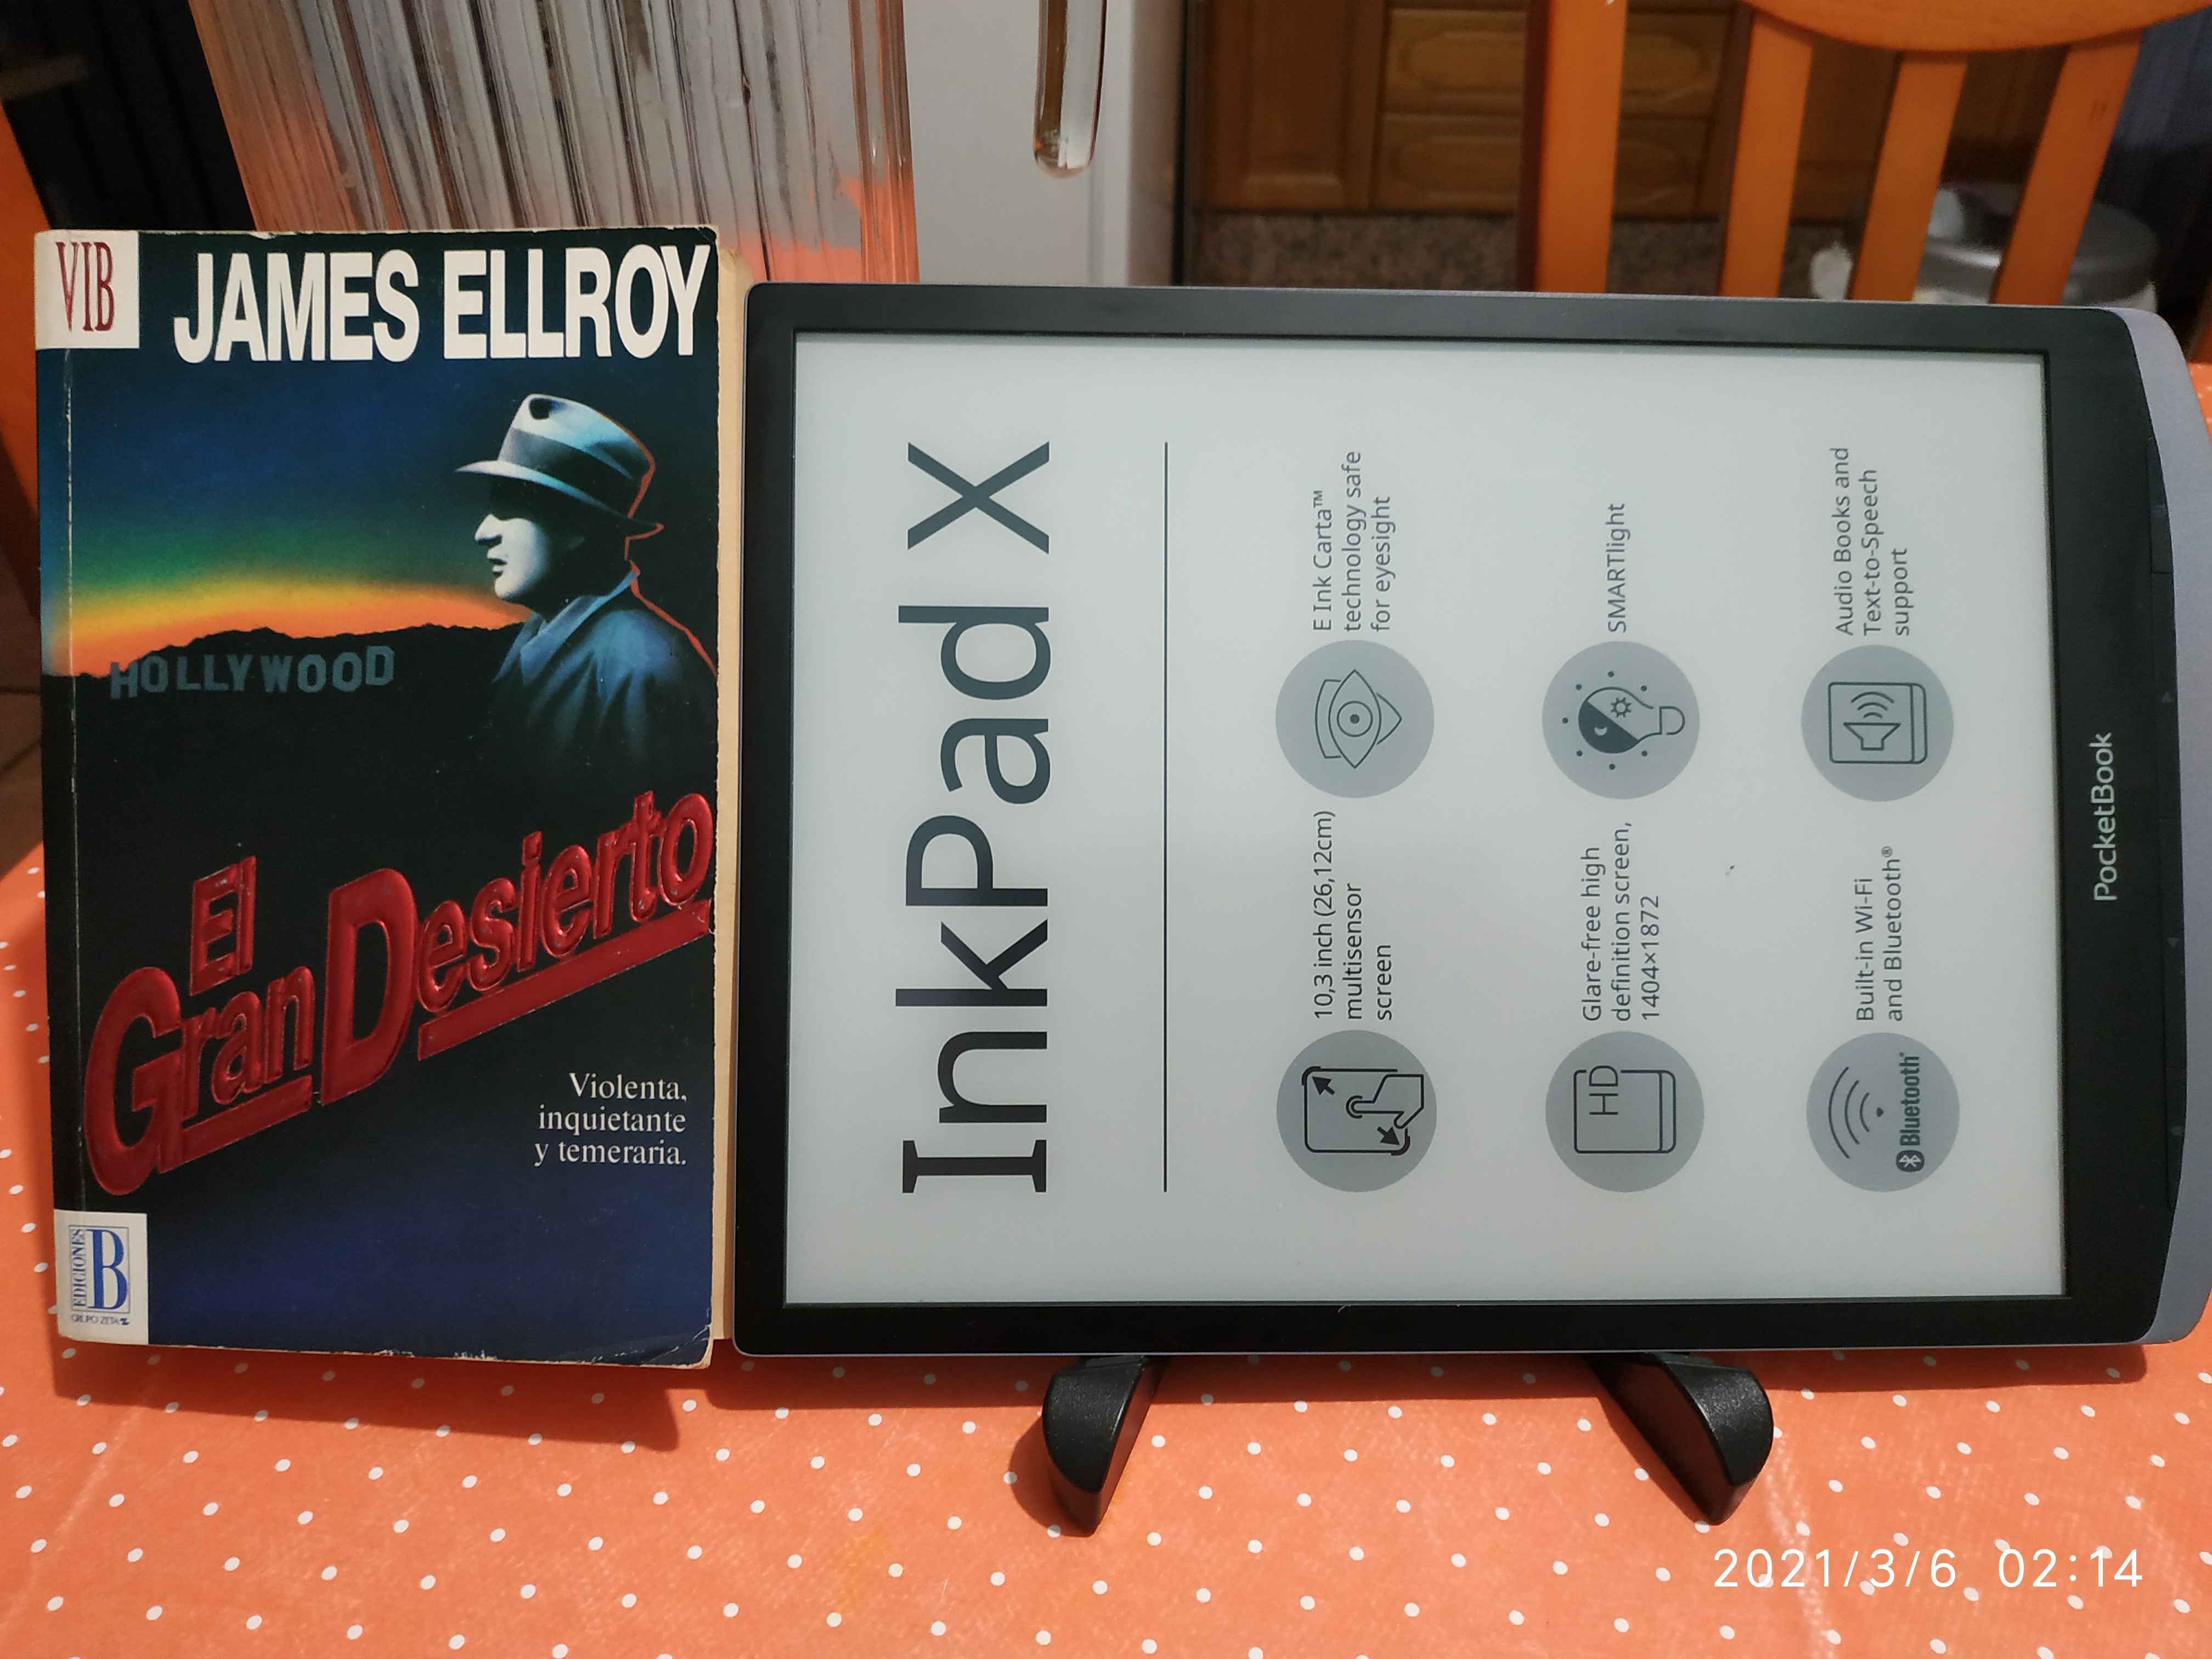 VIB
JAMES ELLROY
HOLLYWOOD
El
Gran Desierto
Violenta,
inquietante
y temeraria.
EDICIONES
B
GRUPO ZETA
InkPad X
10,3 inch (26,12cm)
multisensor
screen
E Ink Carta™
technology safe
for eyesight
HD
Glare-free high
definition screen,
1404×1872
SMARTlight
Bluetooth®
Built-in Wi-Fi
and Bluetooth®
Audio Books and
Text-to-Speech
support
PocketBook
2021/3/6 02:14